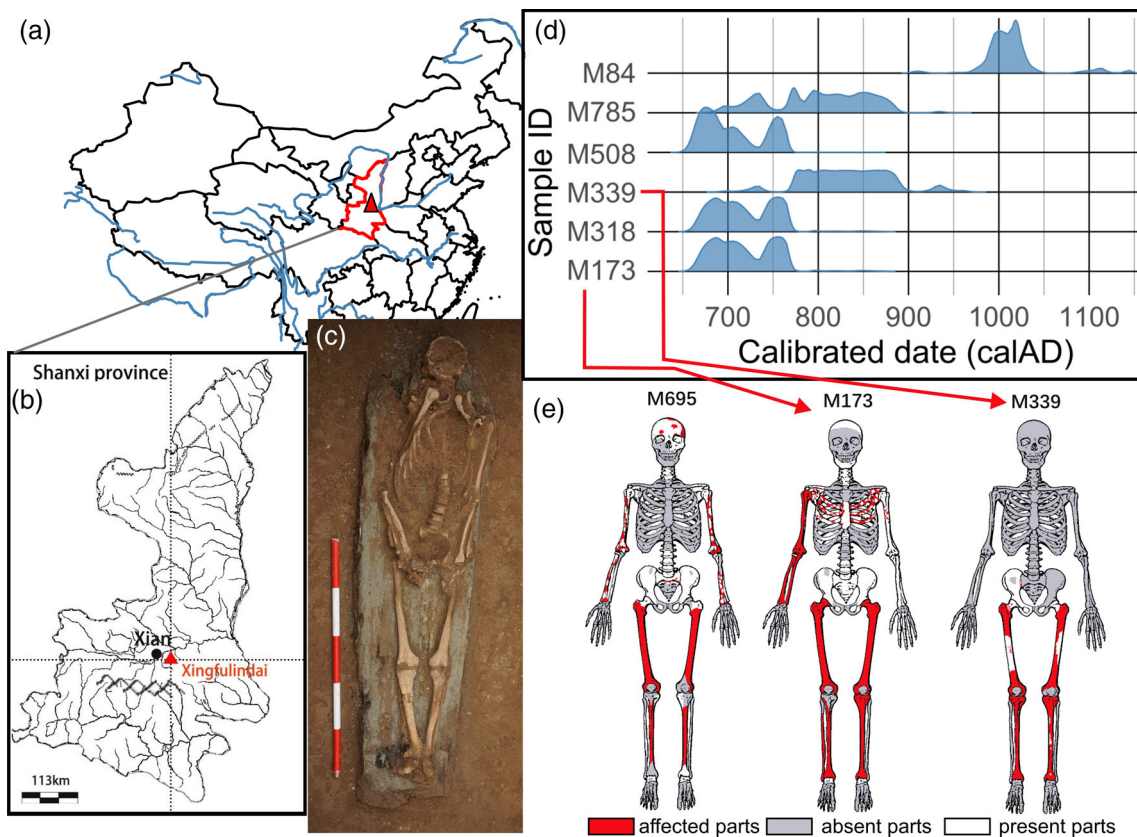 (a)
(b)
Shanxi province
Xian
Xingfulindai
113km
(c)
(d)
Sample ID
M84
M785
M508
M339
M318
M173
700 800 900 1000 1100
Calibrated date (calAD)
(e)
M695 M173 M339
affected parts absent parts present parts